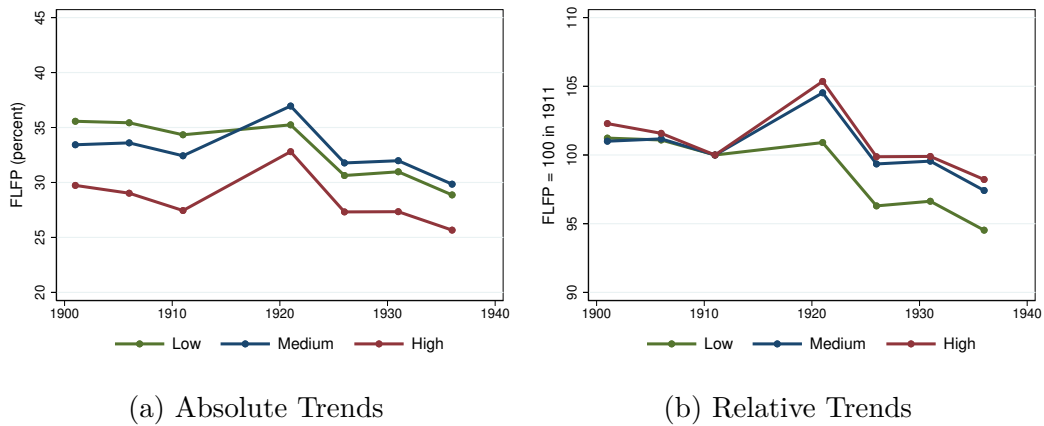 FLFP (percent)
45
40
35
30
25
20
1900 1910 1920 1930 1940
Low Medium High
(a) Absolute Trends
FLFP = 100 in 1911
110
105
100
95
90
1900 1910 1920 1930 1940
Low Medium High
(b) Relative Trends